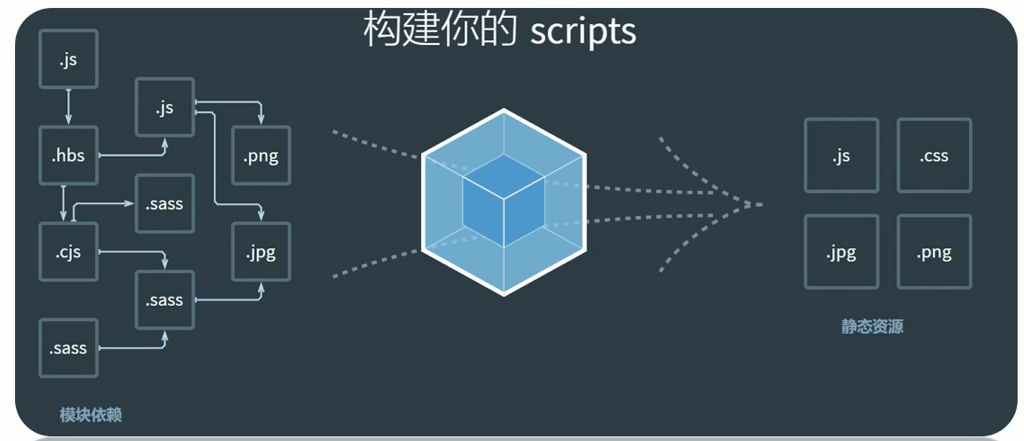 构建你的 scripts
.js
.js
.hbs
.png
.sass
.cjs
.jpg
.sass
.sass
模块依赖
.js
.css
.jpg
.png
静态资源